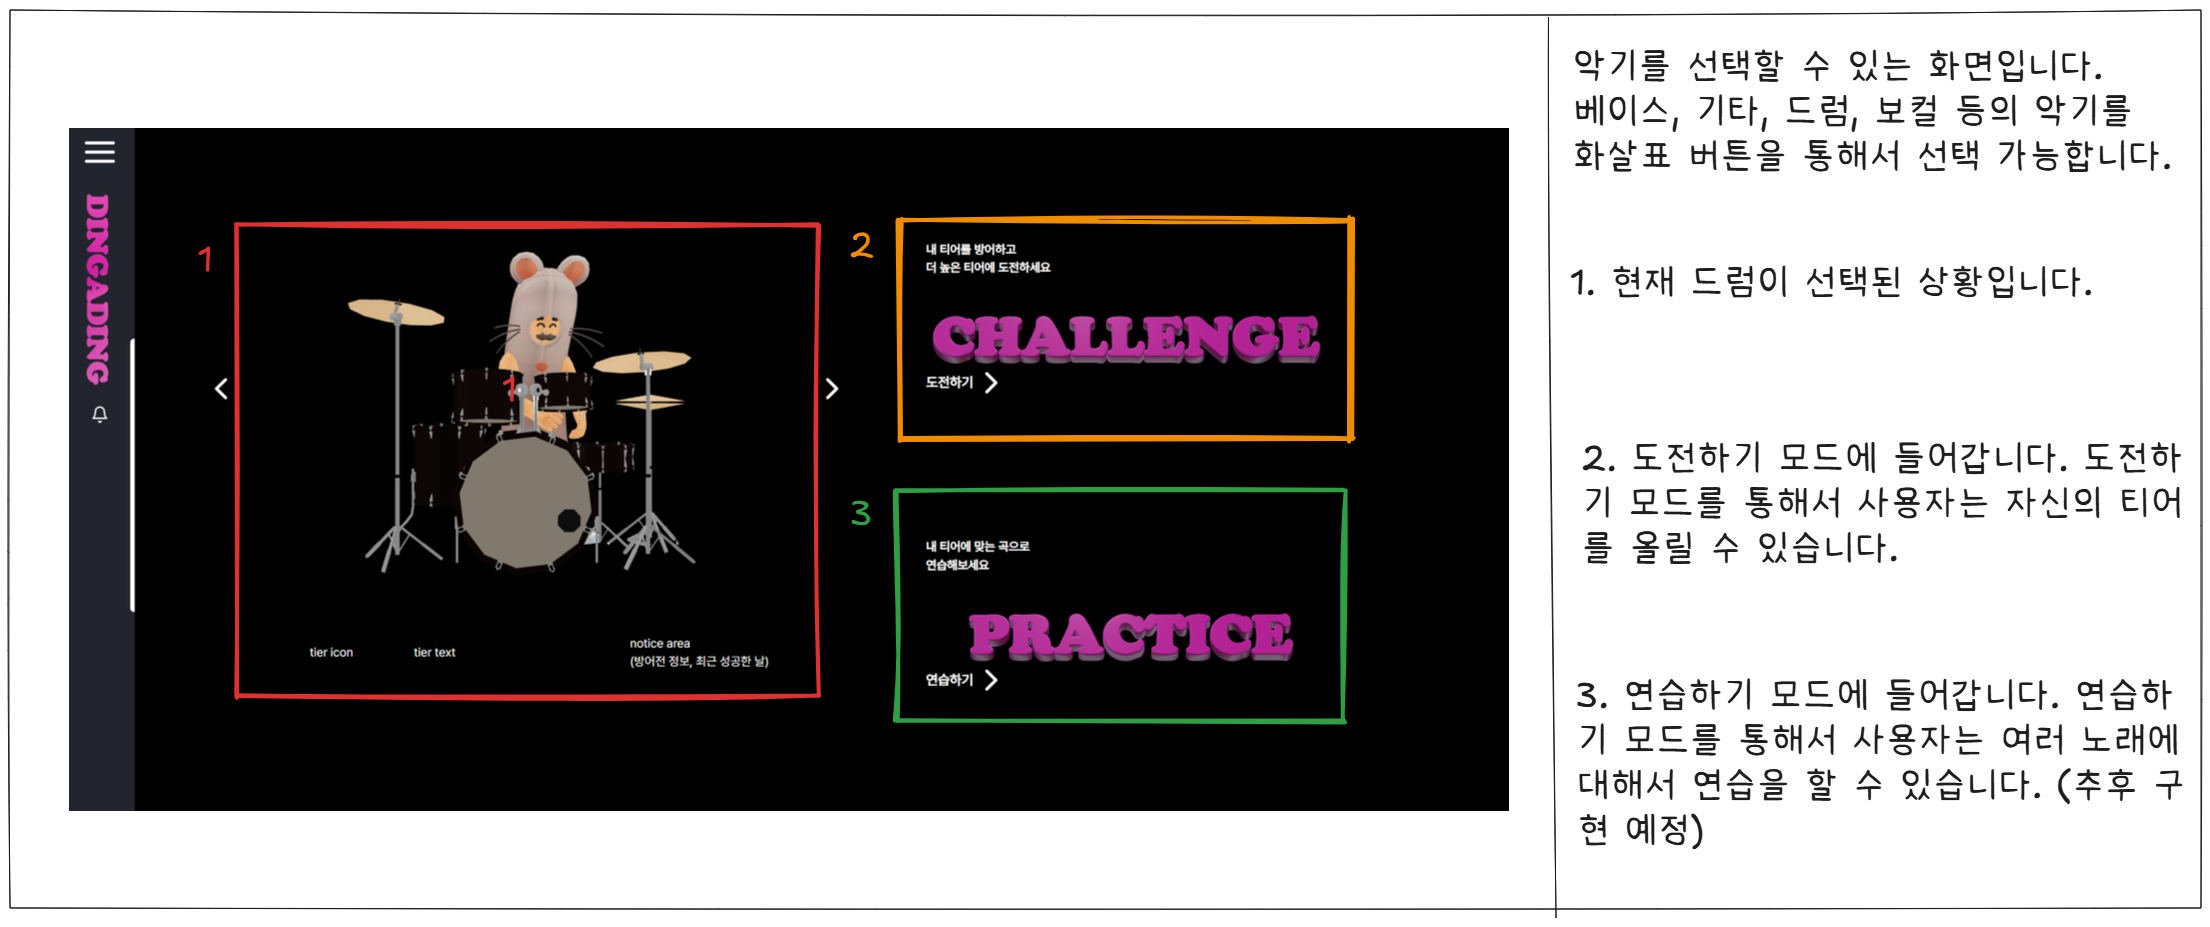 DINGADING
1
1
tier icon
tier text
notice area
(방어전 정보, 최근 성공한 날)
2
내 티어를 방어하고
더 높은 티어에 도전하세요
CHALLENGE
도전하기
3
내 티어에 맞는 곡으로
연습해보세요
PRACTICE
연습하기
악기를 선택할 수 있는 화면입니다.
베이스, 기타, 드럼, 보컬 등의 악기를
화살표 버튼을 통해서 선택 가능합니다.
1. 현재 드럼이 선택된 상황입니다.
2. 도전하기 모드에 들어갑니다. 도전하
기 모드를 통해서 사용자는 자신의 티어
를 올릴 수 있습니다.
3. 연습하기 모드에 들어갑니다. 연습하
기 모드를 통해서 사용자는 여러 노래에
대해서 연습을 할 수 있습니다. (추후 구
현 예정)